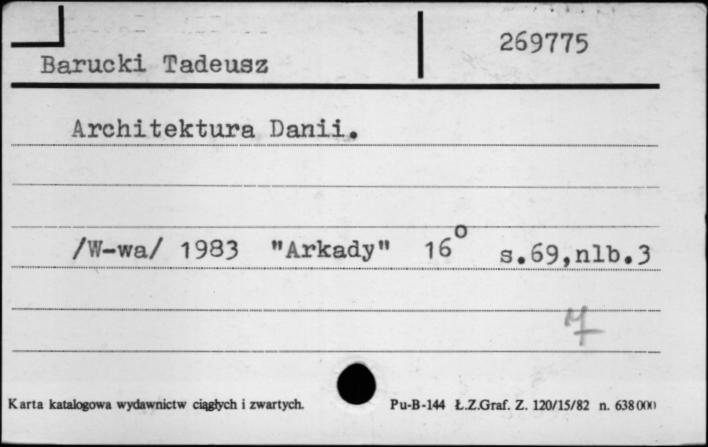 269775
Barucki Tadeusz
Architektura Danii.
/W-wa/ 1983 "Arkady" 16° s.69,nlb.3
Karta katalogowa wydawnictw ciągłych i zwartych. Pu-B-144 Ł.Z.Graf. Z. 120/15/82 n. 638000